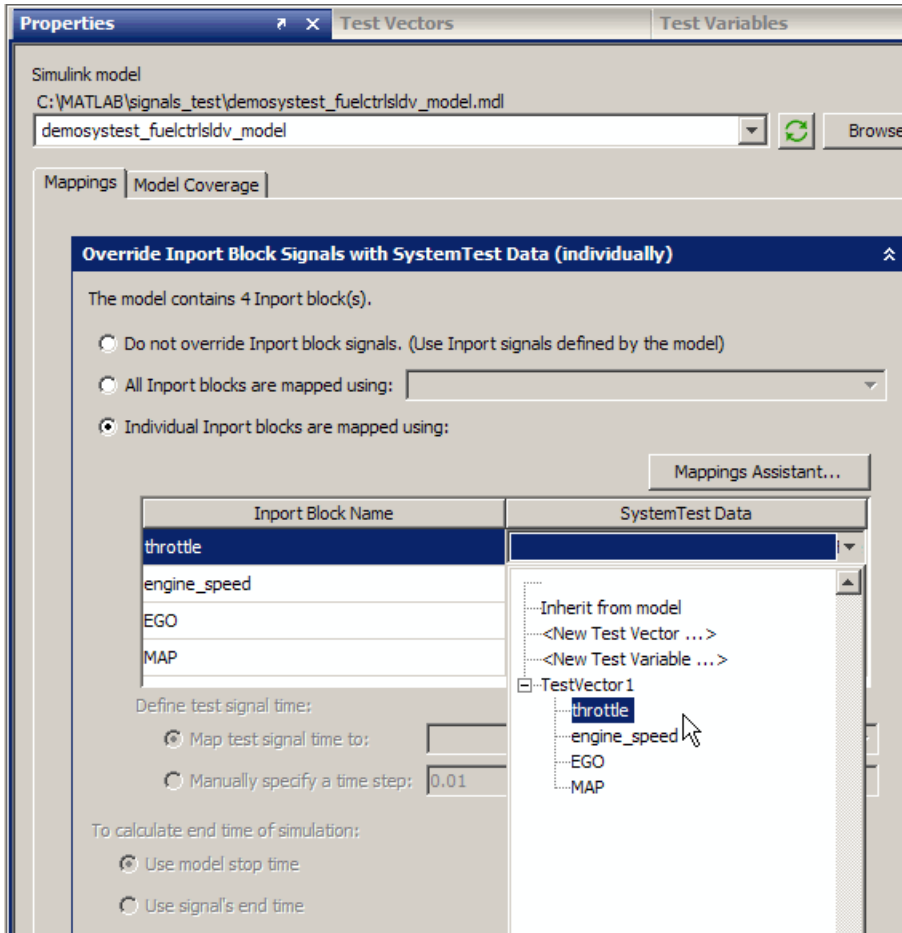 Properties
Test Vectors
Test Variables
Simulink model
C:\MATLAB\signals_test\demosystest_fuelctrlsldv_model.mdl
demosystest_fuelctrlsldv_model
Browse
Mappings
Model Coverage
Override Inport Block Signals with SystemTest Data (individually)
The model contains 4 Inport block(s).
Do not override Inport block signals. (Use Inport signals defined by the model)
All Inport blocks are mapped using:
Individual Inport blocks are mapped using:
Mappings Assistant...
Inport Block Name
SystemTest Data
throttle
engine_speed
EGO
MAP
Inherit from model
<New Test Vector ...>
<New Test Variable ...>
TestVector1
throttle
engine_speed
EGO
MAP
Define test signal time:
Map test signal time to:
Manually specify a time step: 0.01
To calculate end time of simulation:
Use model stop time
Use signal's end time